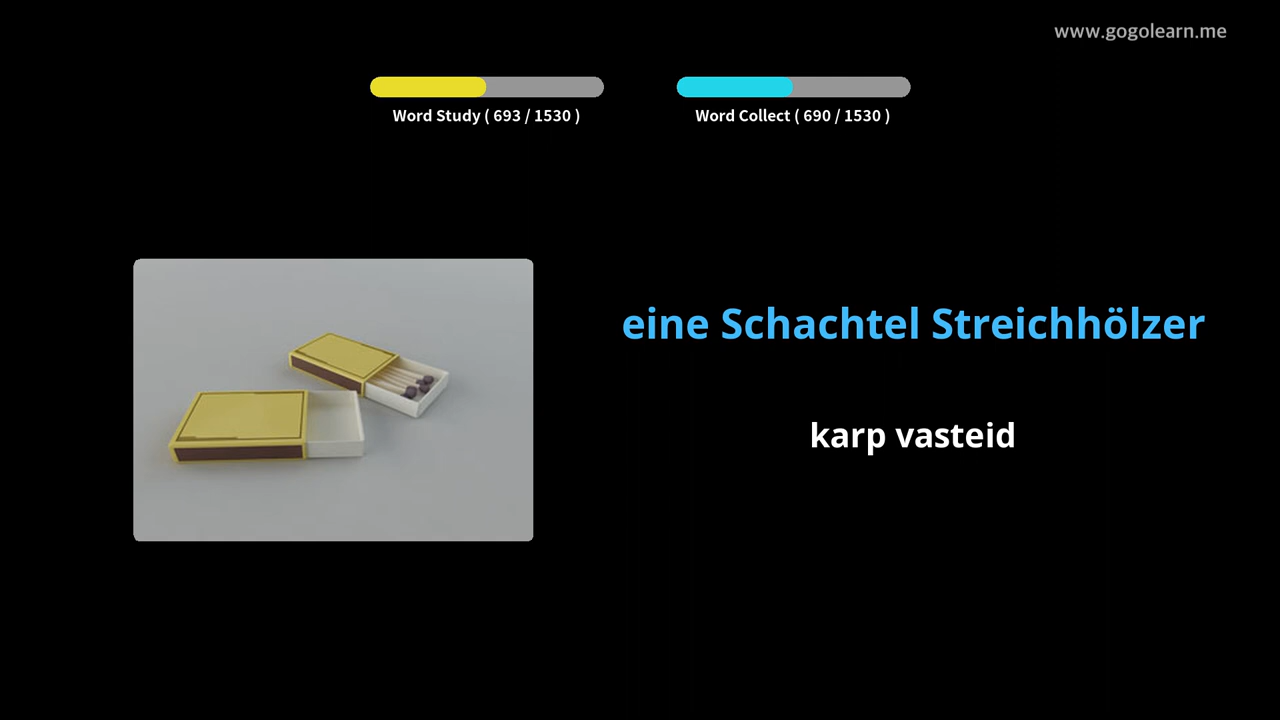 www.gogolearn.me
Word Study ( 693 / 1530 )
Word Collect ( 690 / 1530 )
eine Schachtel Streichhölzer
karp vasteid